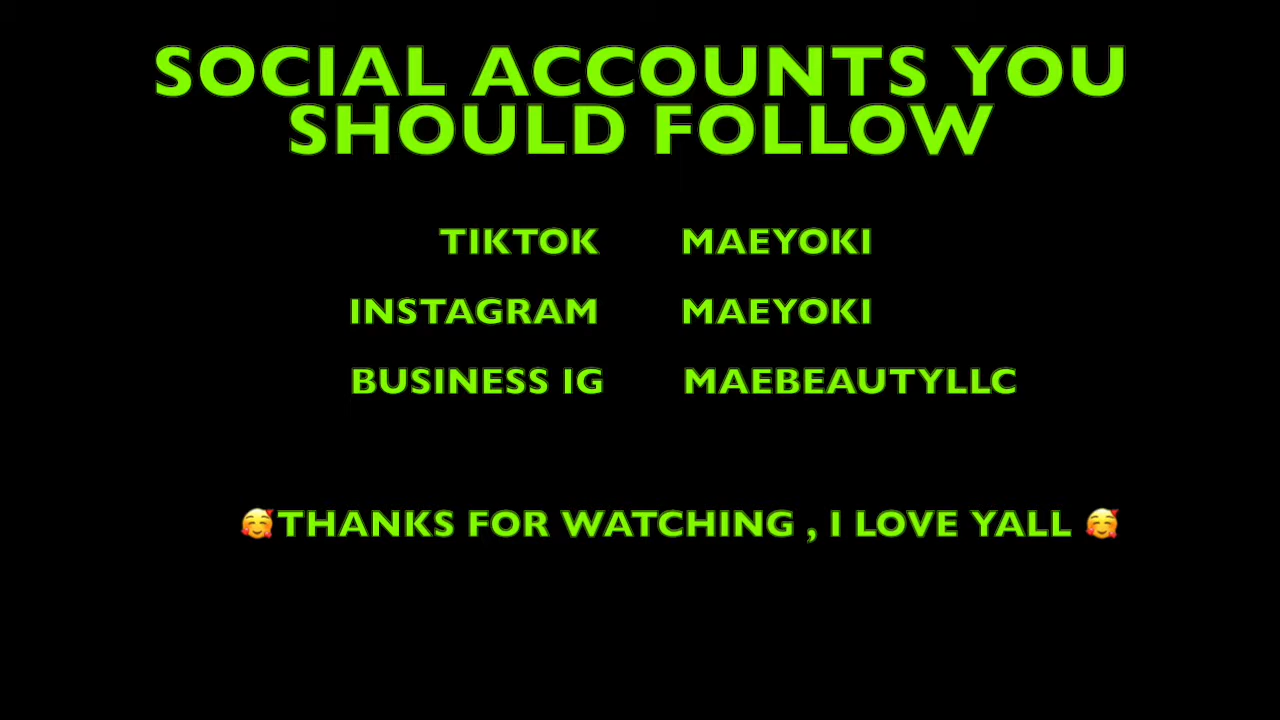 SOCIAL ACCOUNTS YOU
SHOULD FOLLOW
TIKTOK MAEYOKI
INSTAGRAM MAEYOKI
BUSINESS IG MAEBEAUTYLLC
🥰THANKS FOR WATCHING , I LOVE YALL 🥰